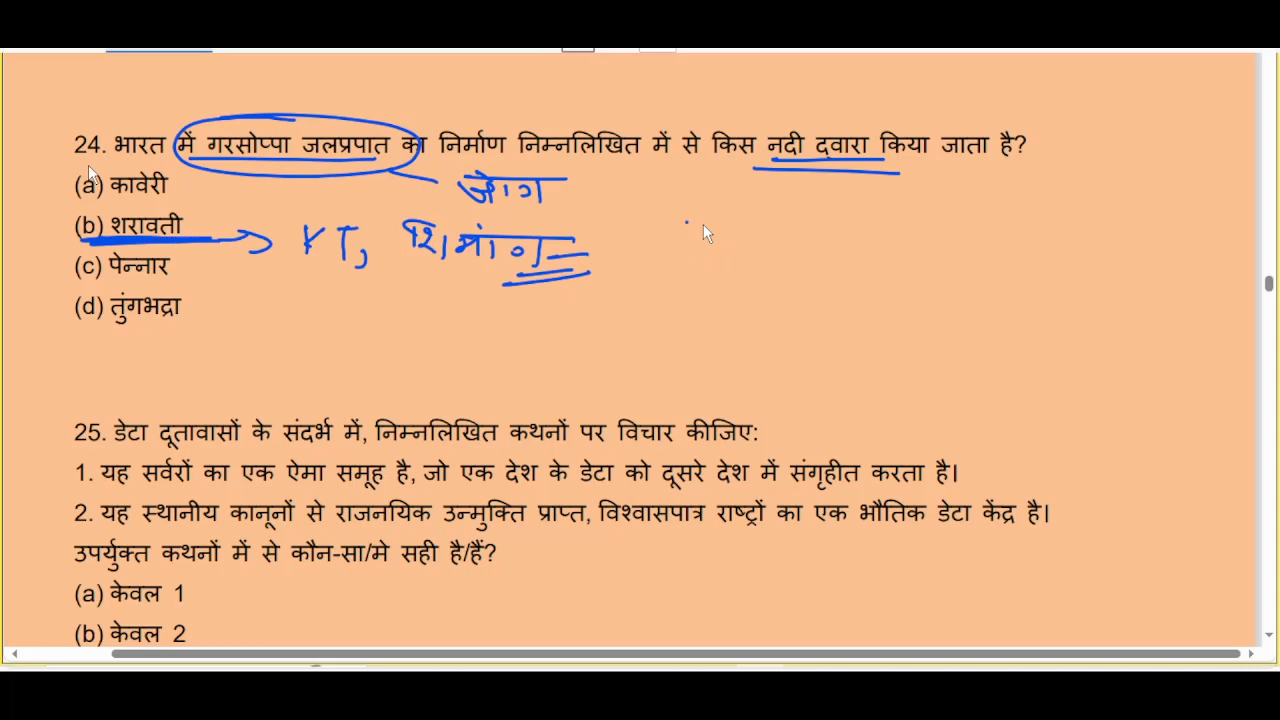 24. भारत में गरसोप्पा जलप्रपात का निर्माण निम्नलिखित में से किस नदी द्वारा किया जाता है?
(a) कावेरी
जोग
(b) शरावती
KT, शिमोगा
(c) पेन्नार
(d) तुंगभद्रा
25. डेटा दूतावासों के संदर्भ में, निम्नलिखित कथनों पर विचार कीजिए:
1. यह सर्वरों का एक ऐमा समूह है, जो एक देश के डेटा को दूसरे देश में संगृहीत करता है।
2. यह स्थानीय कानूनों से राजनयिक उन्मुक्ति प्राप्त, विश्वासपात्र राष्ट्रों का एक भौतिक डेटा केंद्र है।
उपर्युक्त कथनों में से कौन-सा/मे सही है/हैं?
(a) केवल 1
(b) केवल 2